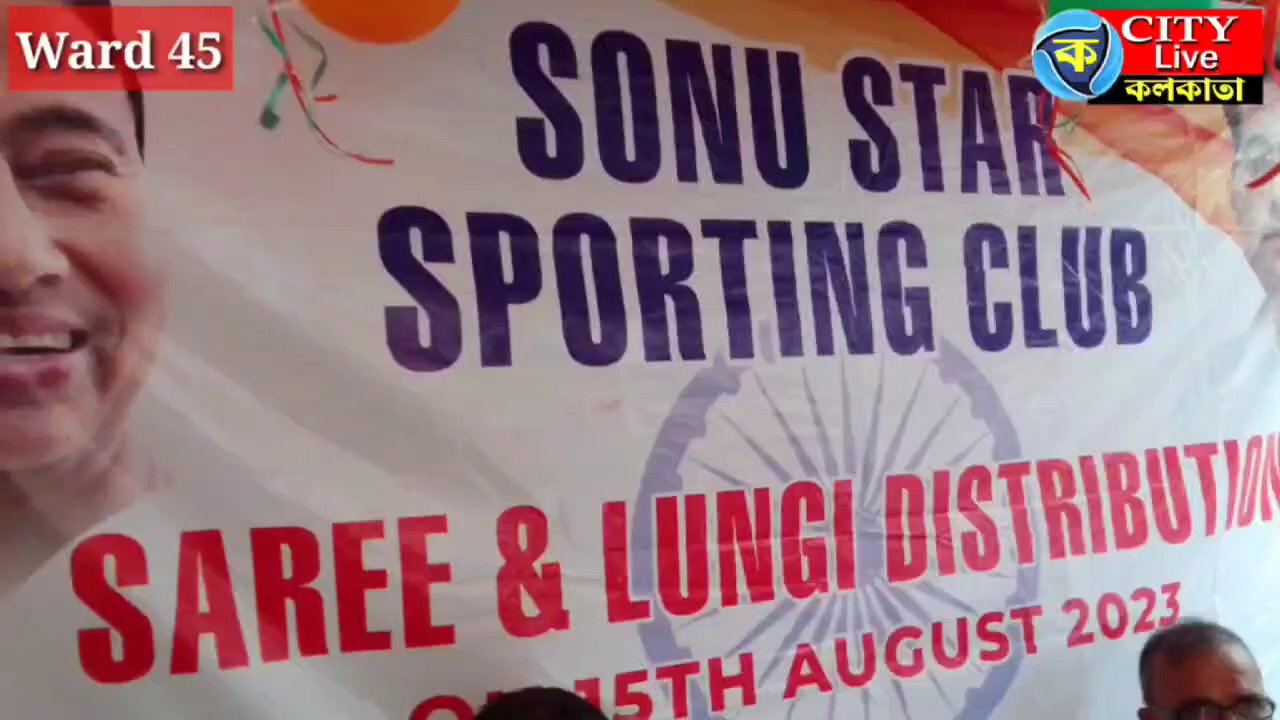 Ward 45
ক
CITY
Live
কলকাতা
SONU STAR
SPORTING CLUB
SAREE & LUNGI DISTRIBUTION
15TH AUGUST 2023